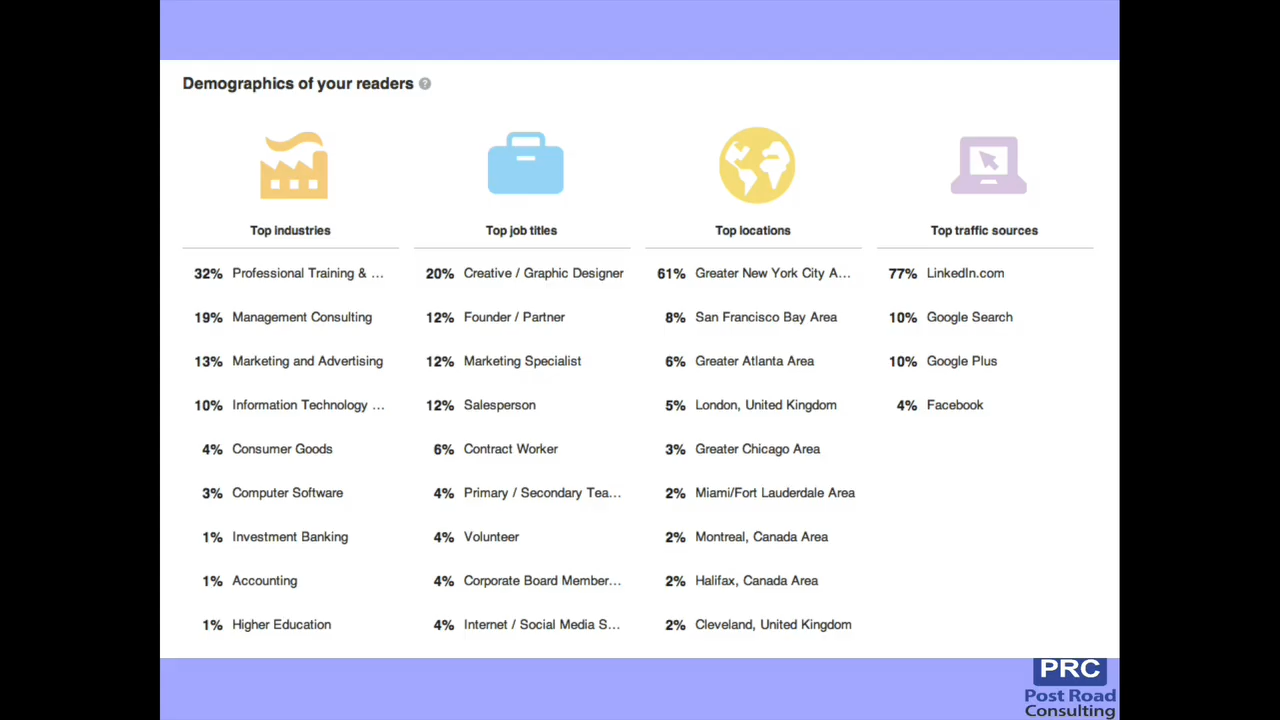 Demographics of your readers ?
Top industries
32% Professional Training & ...
19% Management Consulting
13% Marketing and Advertising
10% Information Technology ...
4% Consumer Goods
3% Computer Software
1% Investment Banking
1% Accounting
1% Higher Education
Top job titles
20% Creative / Graphic Designer
12% Founder / Partner
12% Marketing Specialist
12% Salesperson
6% Contract Worker
4% Primary / Secondary Tea...
4% Volunteer
4% Corporate Board Member...
4% Internet / Social Media S...
Top locations
61% Greater New York City A...
8% San Francisco Bay Area
6% Greater Atlanta Area
5% London, United Kingdom
3% Greater Chicago Area
2% Miami/Fort Lauderdale Area
2% Montreal, Canada Area
2% Halifax, Canada Area
2% Cleveland, United Kingdom
Top traffic sources
77% LinkedIn.com
10% Google Search
10% Google Plus
4% Facebook
PRC
Post Road
Consulting